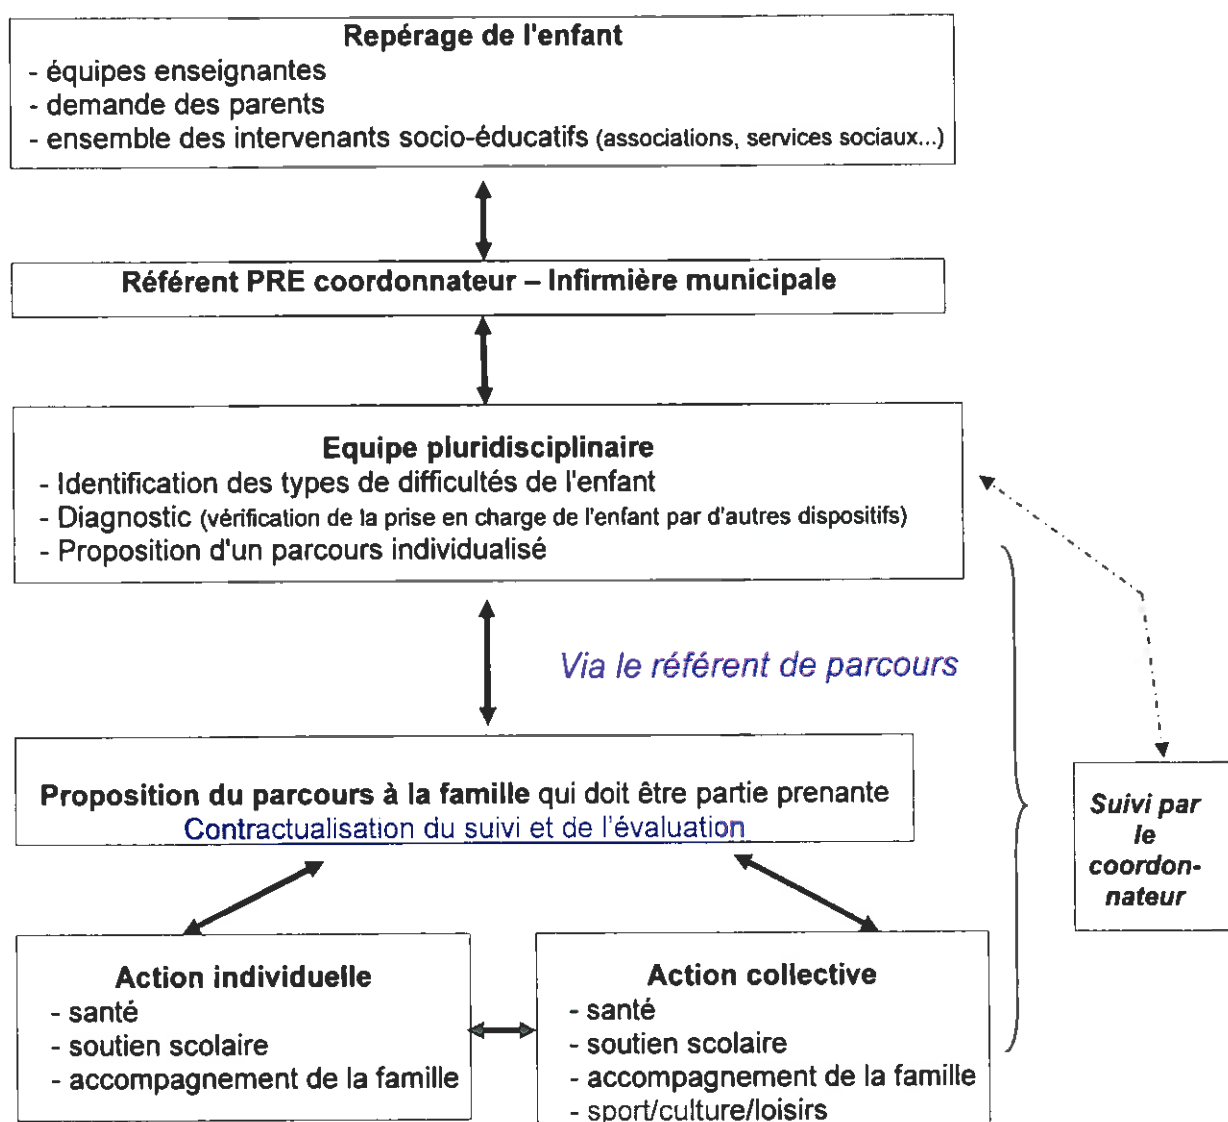 Repérage de l'enfant
- équipes enseignantes
- demande des parents
- ensemble des intervenants socio-éducatifs (associations, services sociaux...)
Référent PRE coordonnateur – Infirmière municipale
Equipe pluridisciplinaire
- Identification des types de difficultés de l'enfant
- Diagnostic (vérification de la prise en charge de l'enfant par d'autres dispositifs)
- Proposition d'un parcours individualisé
Via le référent de parcours
Proposition du parcours à la famille qui doit être partie prenante
Contractualisation du suivi et de l'évaluation
Suivi par
le
coordon-
nateur
Action individuelle
- santé
- soutien scolaire
- accompagnement de la famille
Action collective
- santé
- soutien scolaire
- accompagnement de la famille
- sport/culture/loisirs